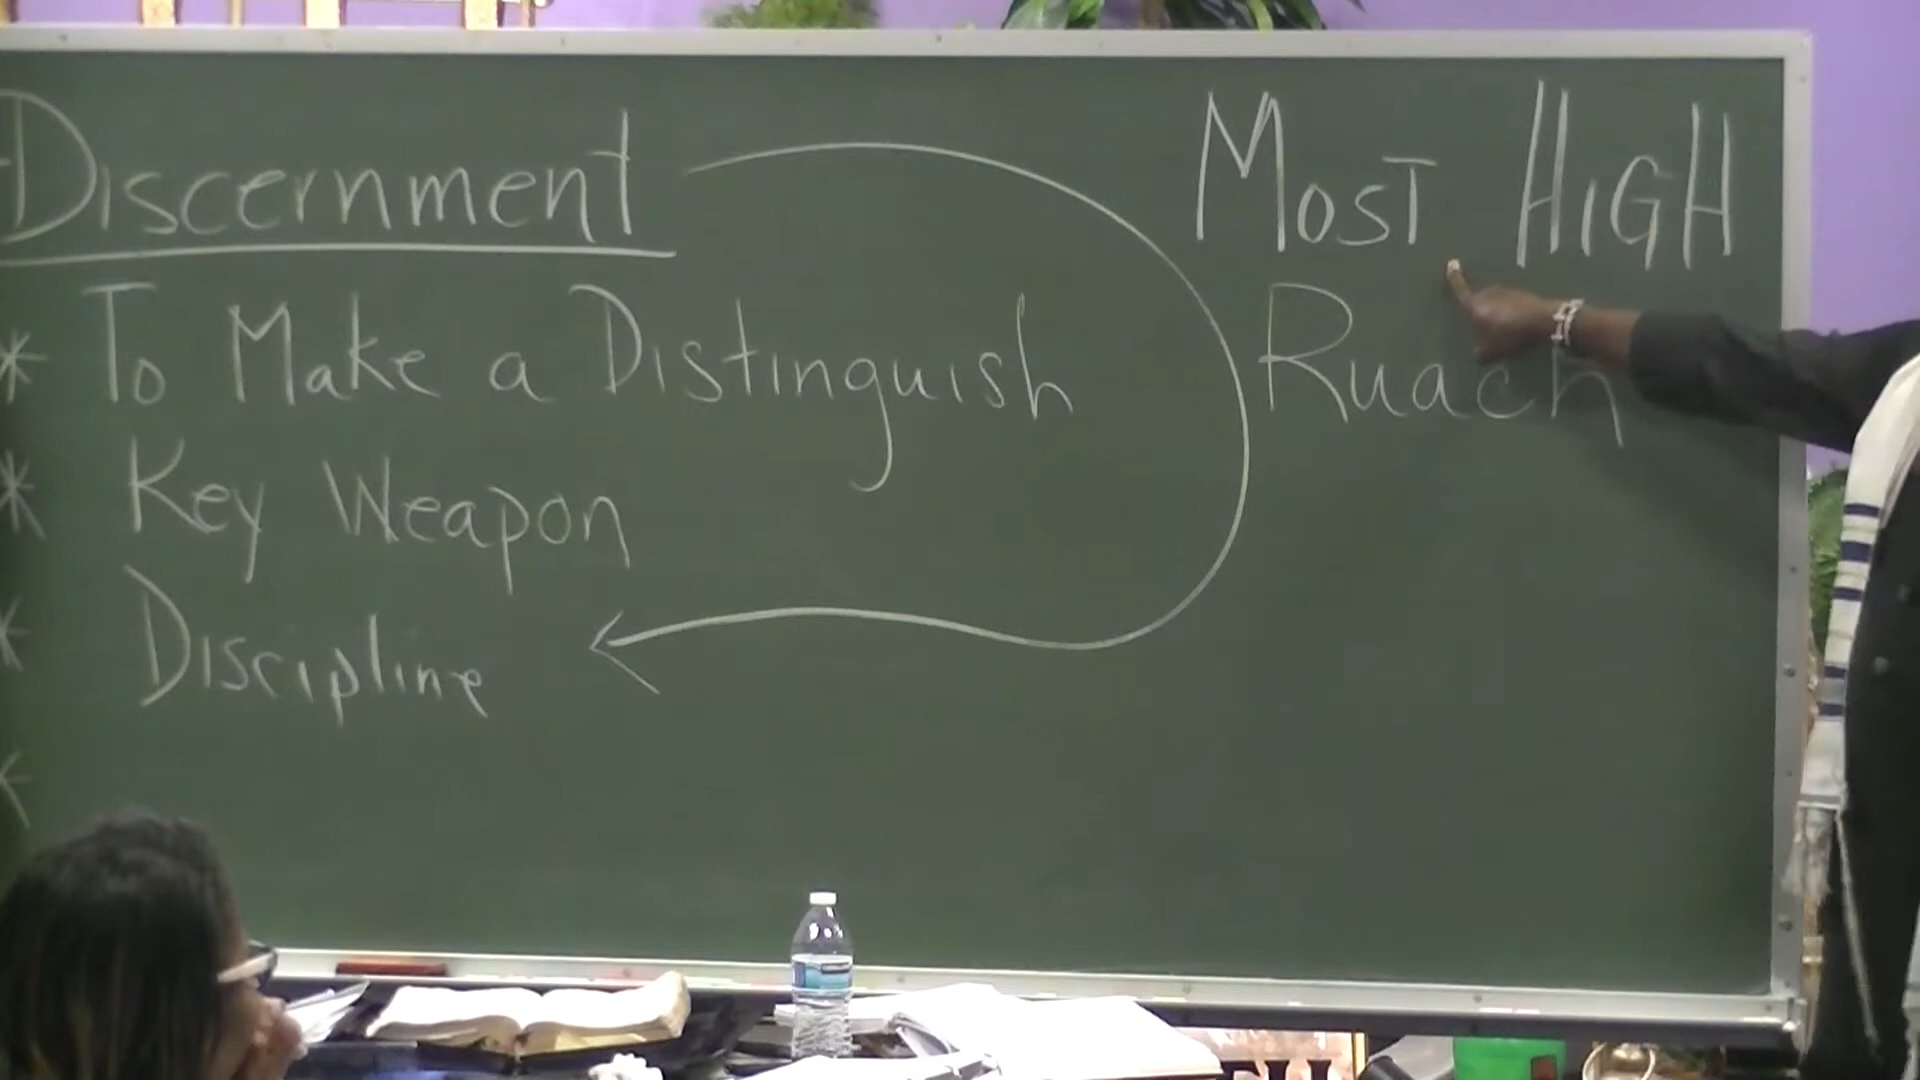 Discernment
* To Make a Distinguish
* Key Weapon
* Discipline
*
Most HiGH
Ruach